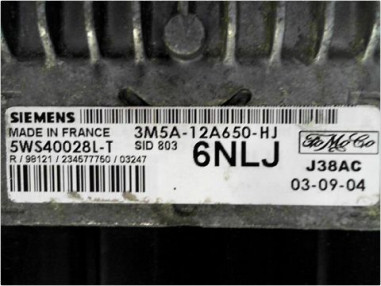 SIEMENS
MADE IN FRANCE 3M5A-12A650-HJ
5WS40028L-T SID 803 6NLJ FoMoCo
R / 98121 / 234577750 / 03247 J38AC
03-09-04